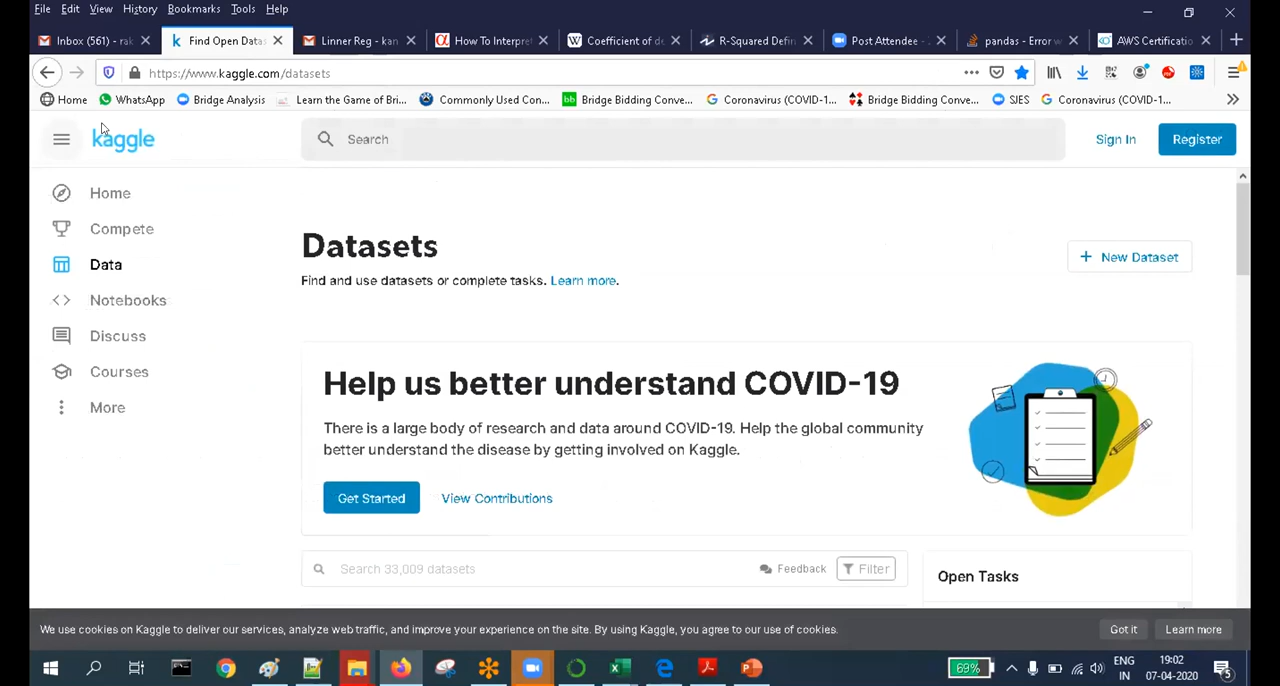 File Edit View History Bookmarks Tools Help
Inbox (561) - rak Find Open Datas Linner Reg - kan How To Interpre Coefficient of de R-Squared Defin Post Attendee - Z pandas - Error w AWS Certificatio
https://www.kaggle.com/datasets
Home WhatsApp Bridge Analysis Learn the Game of Bri... Commonly Used Con... Bridge Bidding Conve... Coronavirus (COVID-1... Bridge Bidding Conve... SJES Coronavirus (COVID-1...
kaggle Search Sign In Register
Home
Compete
Data
Notebooks
Discuss
Courses
More
Datasets
New Dataset
Find and use datasets or complete tasks. Learn more.
Help us better understand COVID-19
There is a large body of research and data around COVID-19. Help the global community
better understand the disease by getting involved on Kaggle.
Get Started View Contributions
Search 33,009 datasets Feedback Filter
Open Tasks
We use cookies on Kaggle to deliver our services, analyze web traffic, and improve your experience on the site. By using Kaggle, you agree to our use of cookies. Got it Learn more
69% ENG 19:02
IN 07-04-2020 5